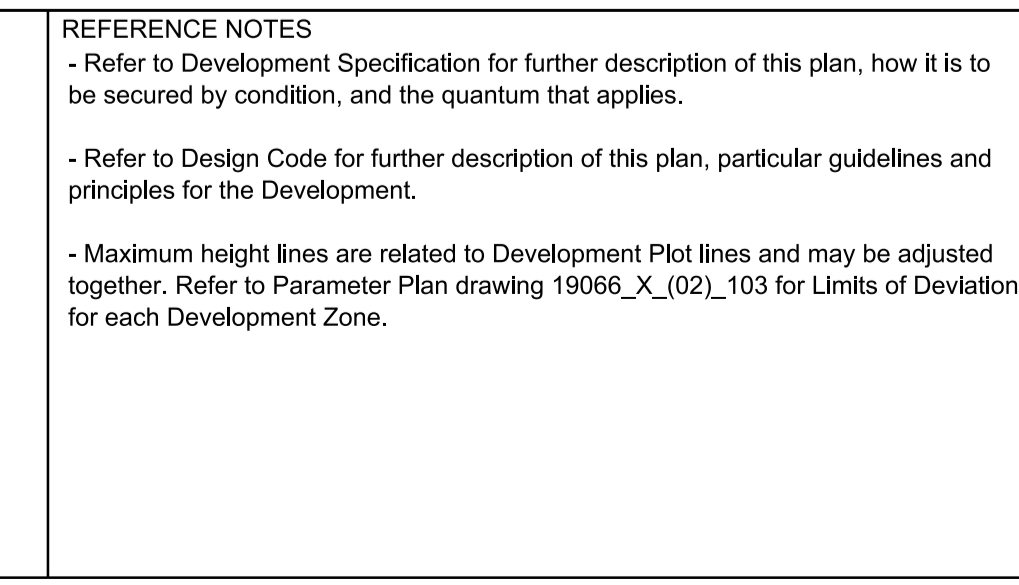 REFERENCE NOTES
- Refer to Development Specification for further description of this plan, how it is to
be secured by condition, and the quantum that applies.
- Refer to Design Code for further description of this plan, particular guidelines and
principles for the Development.
- Maximum height lines are related to Development Plot lines and may be adjusted
together. Refer to Parameter Plan drawing 19066_X_(02)_103 for Limits of Deviation
for each Development Zone.